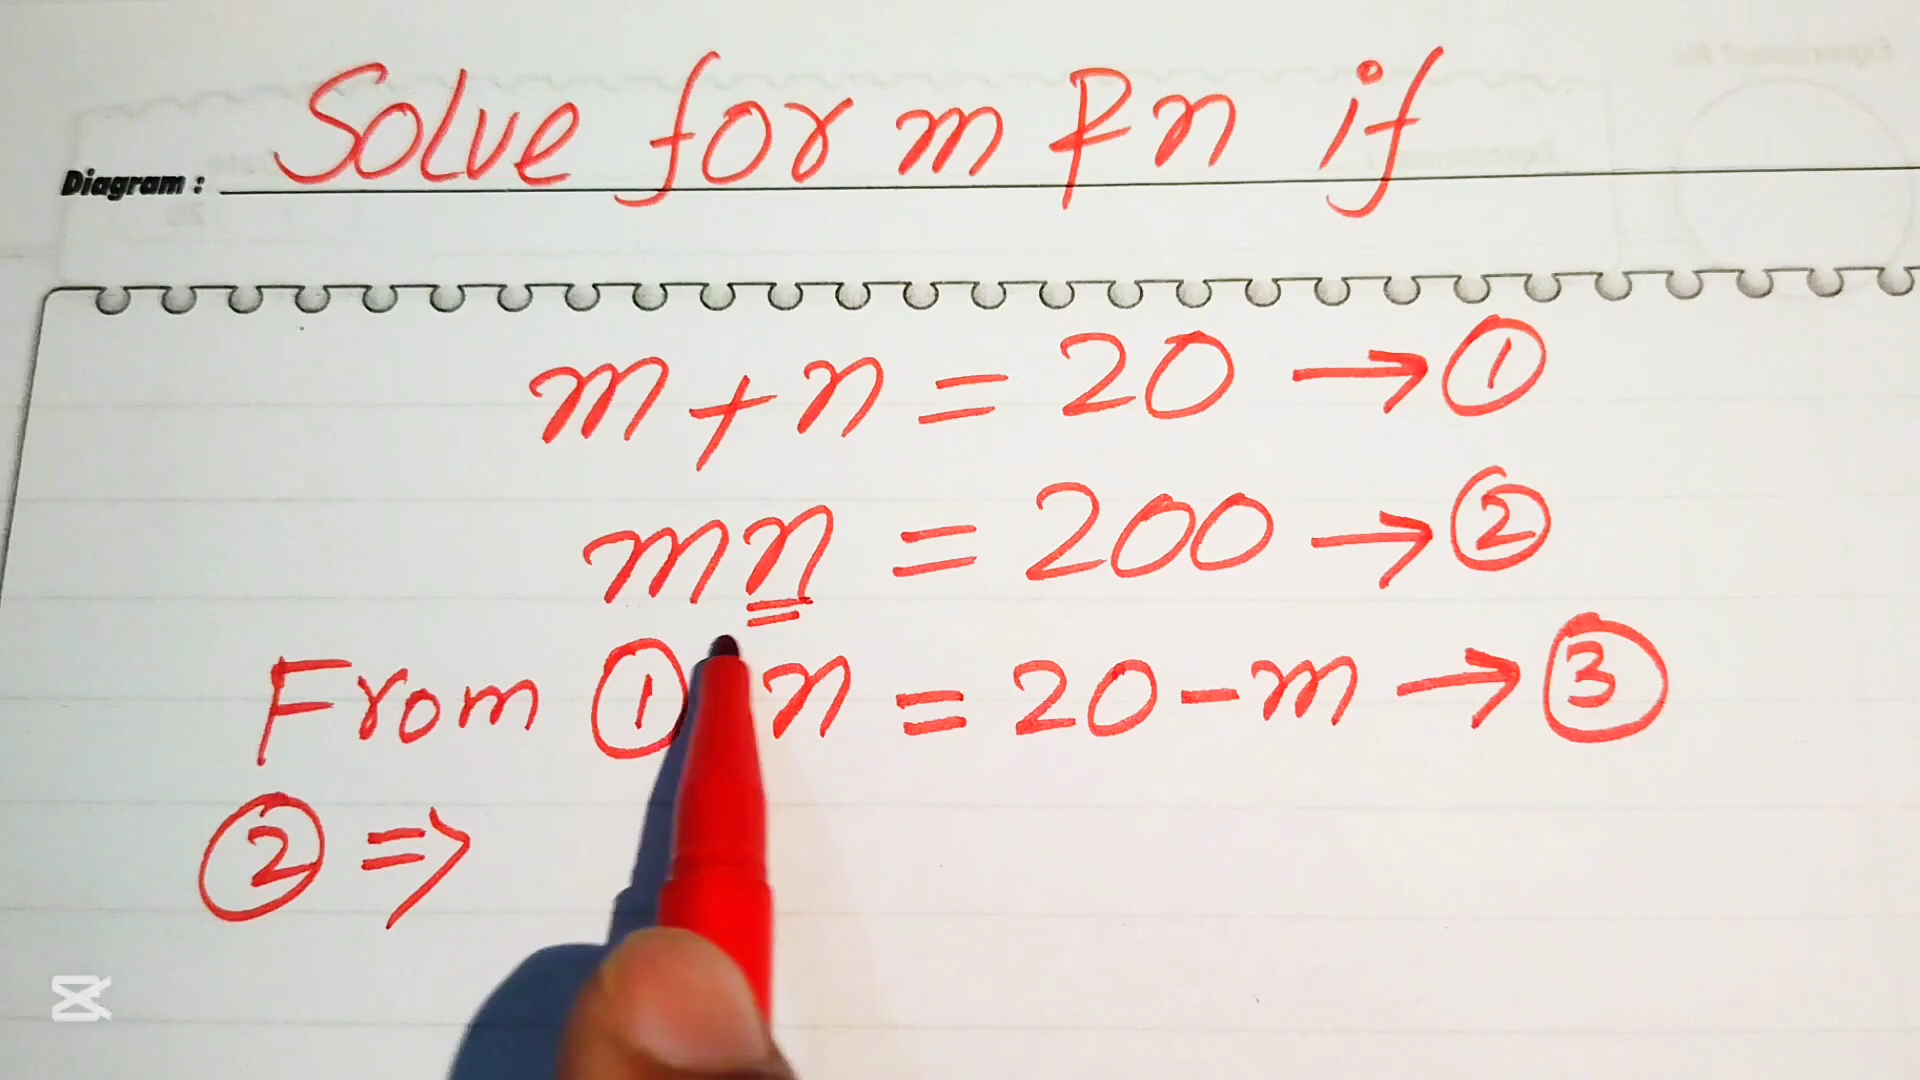 Solve for m & n if
Diagram :
m + n = 20 → ①
mn = 200 → ②
From ① n = 20 - m → ③
② ⇒